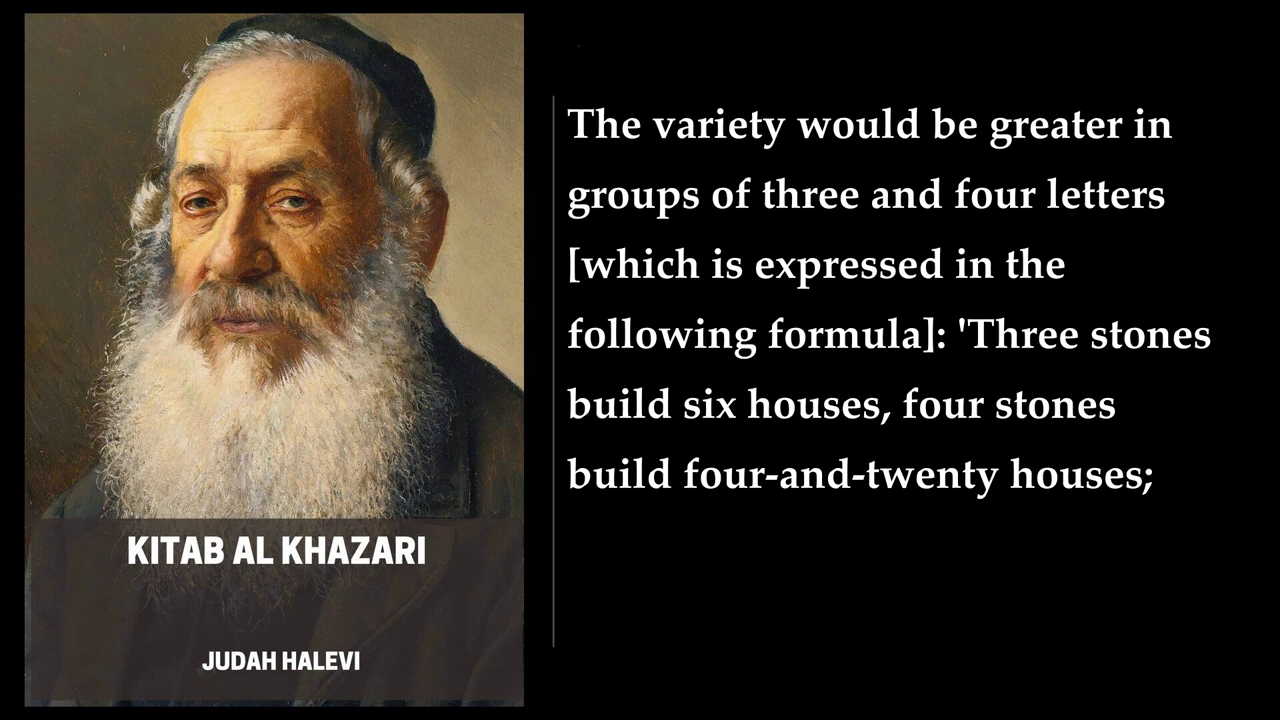 The variety would be greater in
groups of three and four letters
[which is expressed in the
following formula]: 'Three stones
build six houses, four stones
build four-and-twenty houses;
KITAB AL KHAZARI
JUDAH HALEVI